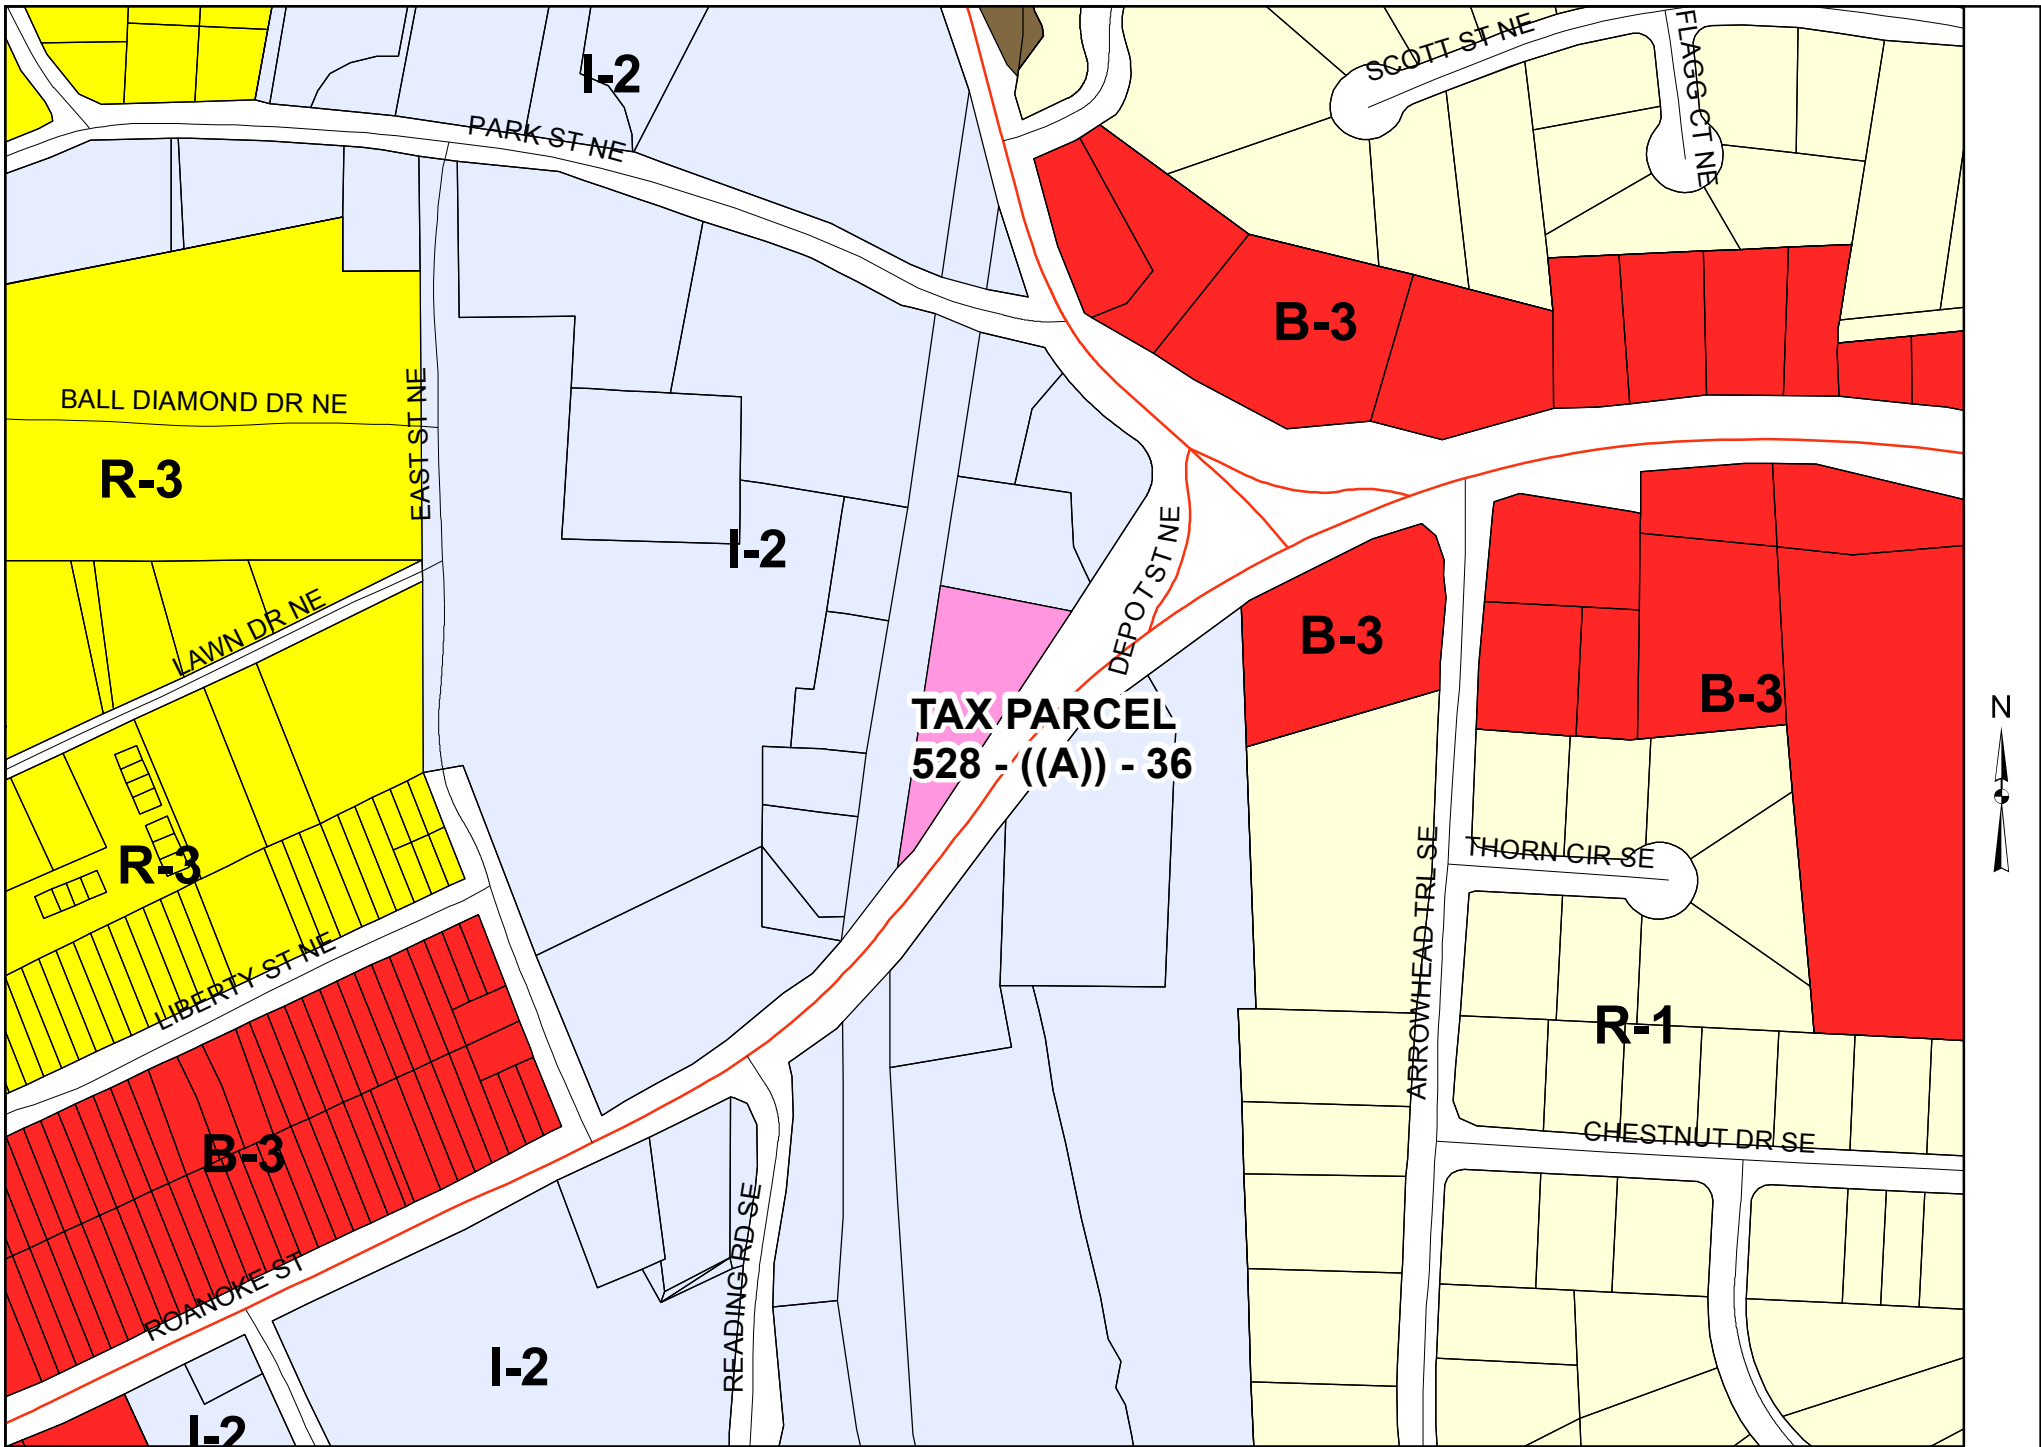 SCOTT ST NE
FLAGG CT NE
I-2
PARK ST NE
B-3
BALL DIAMOND DR NE
EAST ST NE
R-3
I-2
DEPOT ST NE
LAWN DR NE
B-3
B-3
TAX PARCEL
528 - ((A)) - 36
N
R-3
THORN CIR SE
ARROWHEAD TRL SE
LIBERTY ST NE
R-1
B-3
CHESTNUT DR SE
ROANOKE ST
READING RD SE
I-2
I-2